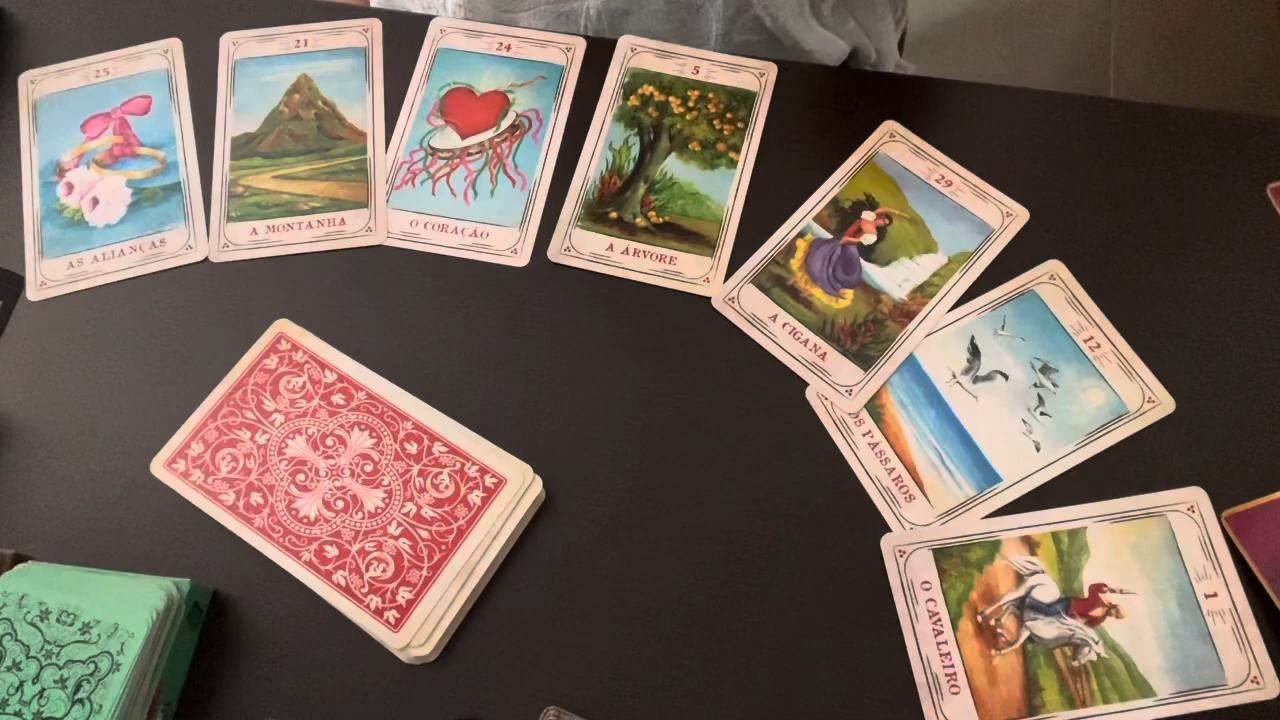 25
AS ALIANÇAS
21
A MONTANHA
24
O CORAÇÃO
5
A ÁRVORE
29
A CIGANA
12
OS PÁSSAROS
1
O CAVALEIRO